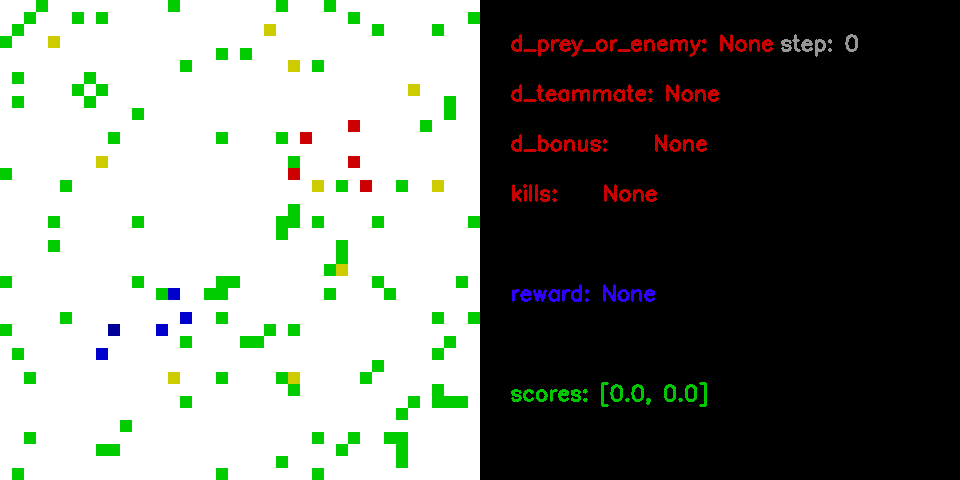 d_prey_or_enemy: None step: 0
d_teammate: None
d_bonus: None
kills: None
reward: None
scores: [0.0, 0.0]